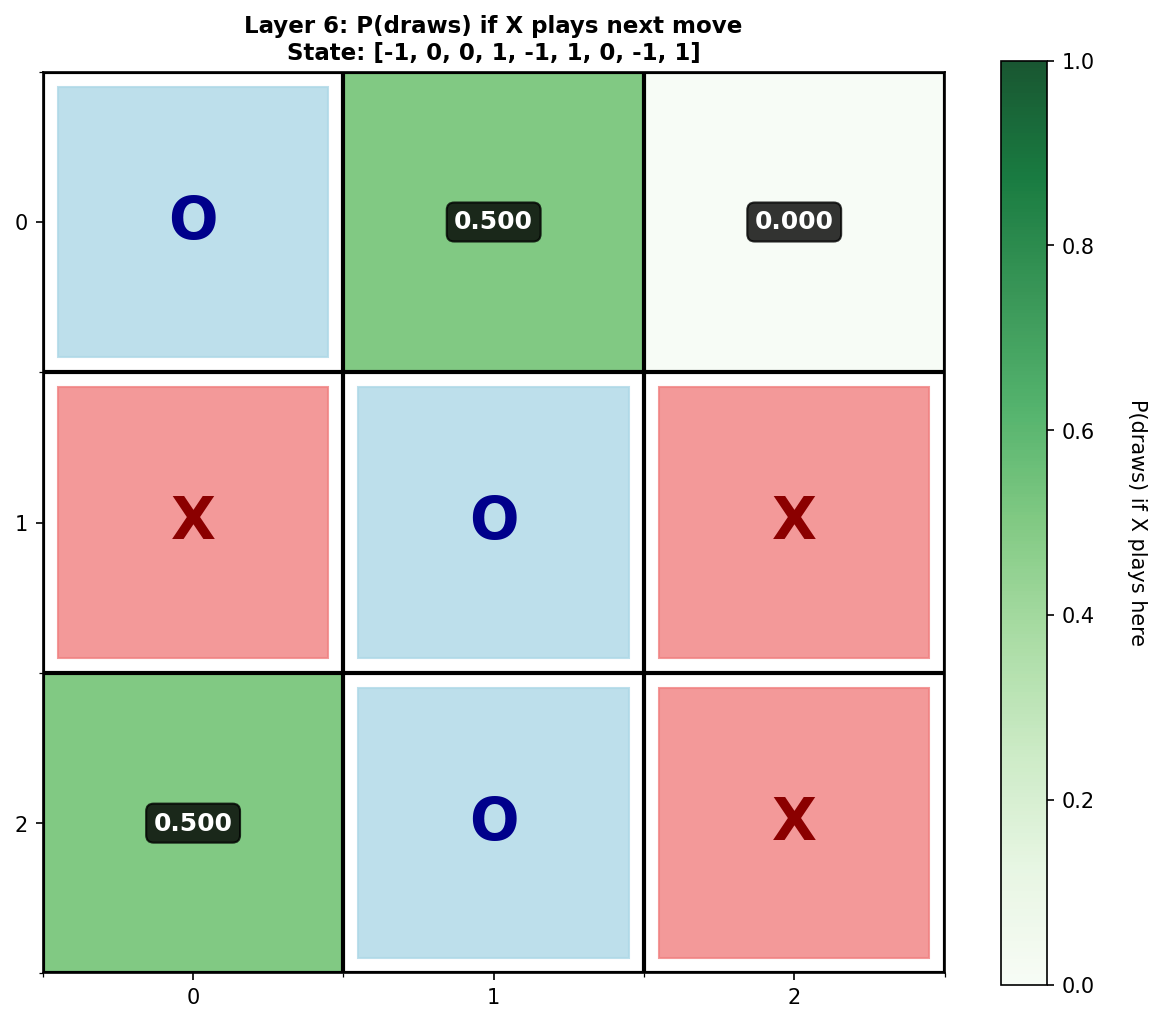 Layer 6: P(draws) if X plays next move
State: [-1, 0, 0, 1, -1, 1, 0, -1, 1]
O
0.500
0.000
X
O
X
0.500
O
X
0
1
2
0
1
2
1.0
0.8
0.6
0.4
0.2
0.0
P(draws) if X plays here